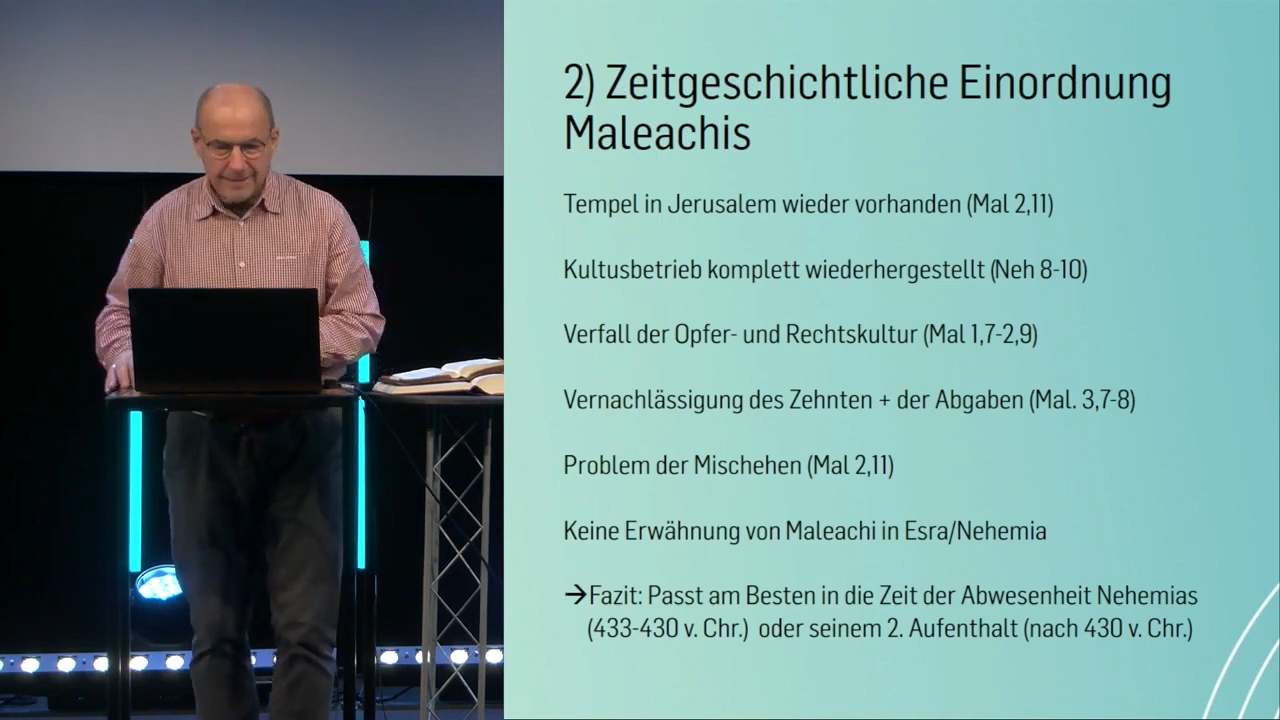 2) Zeitgeschichtliche Einordnung
Maleachis
Tempel in Jerusalem wieder vorhanden (Mal 2,11)
Kultusbetrieb komplett wiederhergestellt (Neh 8-10)
Verfall der Opfer- und Rechtskultur (Mal 1,7-2,9)
Vernachlässigung des Zehnten + der Abgaben (Mal. 3,7-8)
Problem der Mischehen (Mal 2,11)
Keine Erwähnung von Maleachi in Esra/Nehemia
→Fazit: Passt am Besten in die Zeit der Abwesenheit Nehemias
(433-430 v. Chr.) oder seinem 2. Aufenthalt (nach 430 v. Chr.)